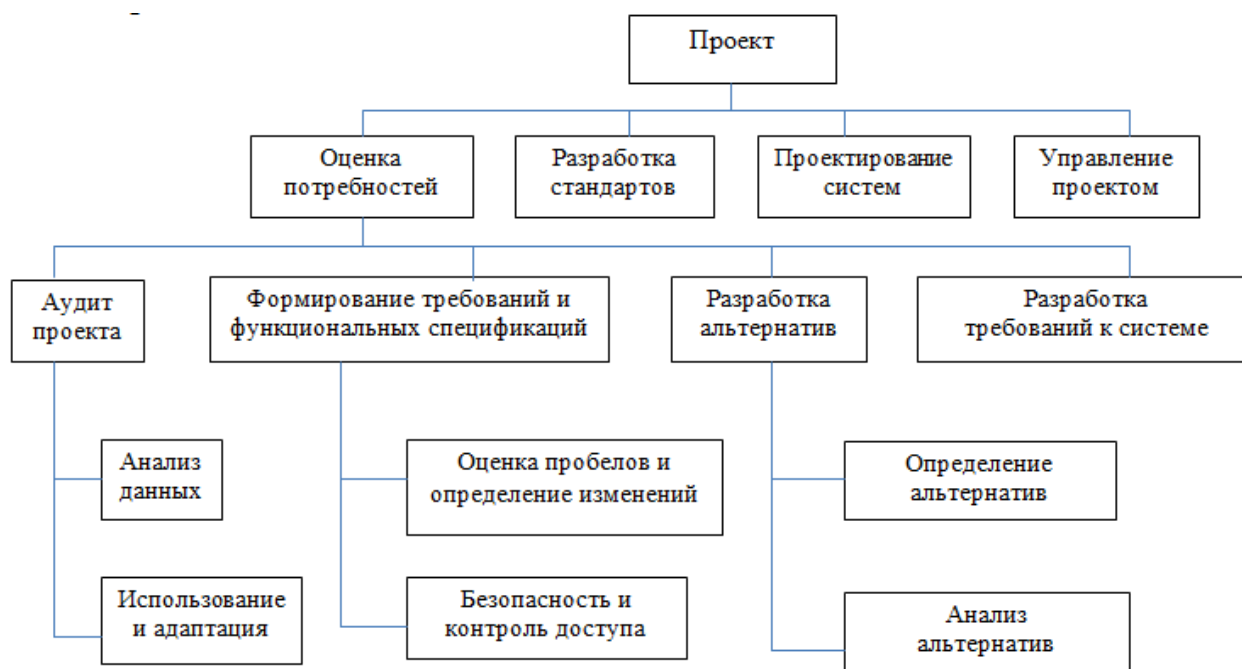 Проект
Оценка
потребностей
Разработка
стандартов
Проектирование
систем
Управление
проектом
Аудит
проекта
Формирование требований и
функциональных спецификаций
Разработка
альтернатив
Разработка
требований к системе
Анализ
данных
Оценка пробелов и
определение изменений
Определение
альтернатив
Использование
и адаптация
Безопасность и
контроль доступа
Анализ
альтернатив